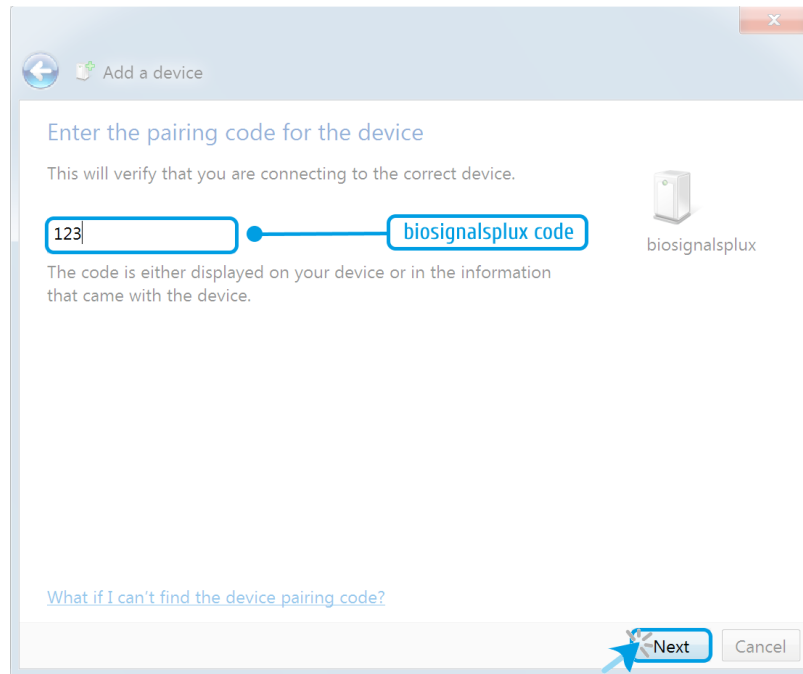 Add a device
Enter the pairing code for the device
This will verify that you are connecting to the correct device.
123
biosignalsplux code
biosignalsplux
The code is either displayed on your device or in the information
that came with the device.
What if I can't find the device pairing code?
Next
Cancel